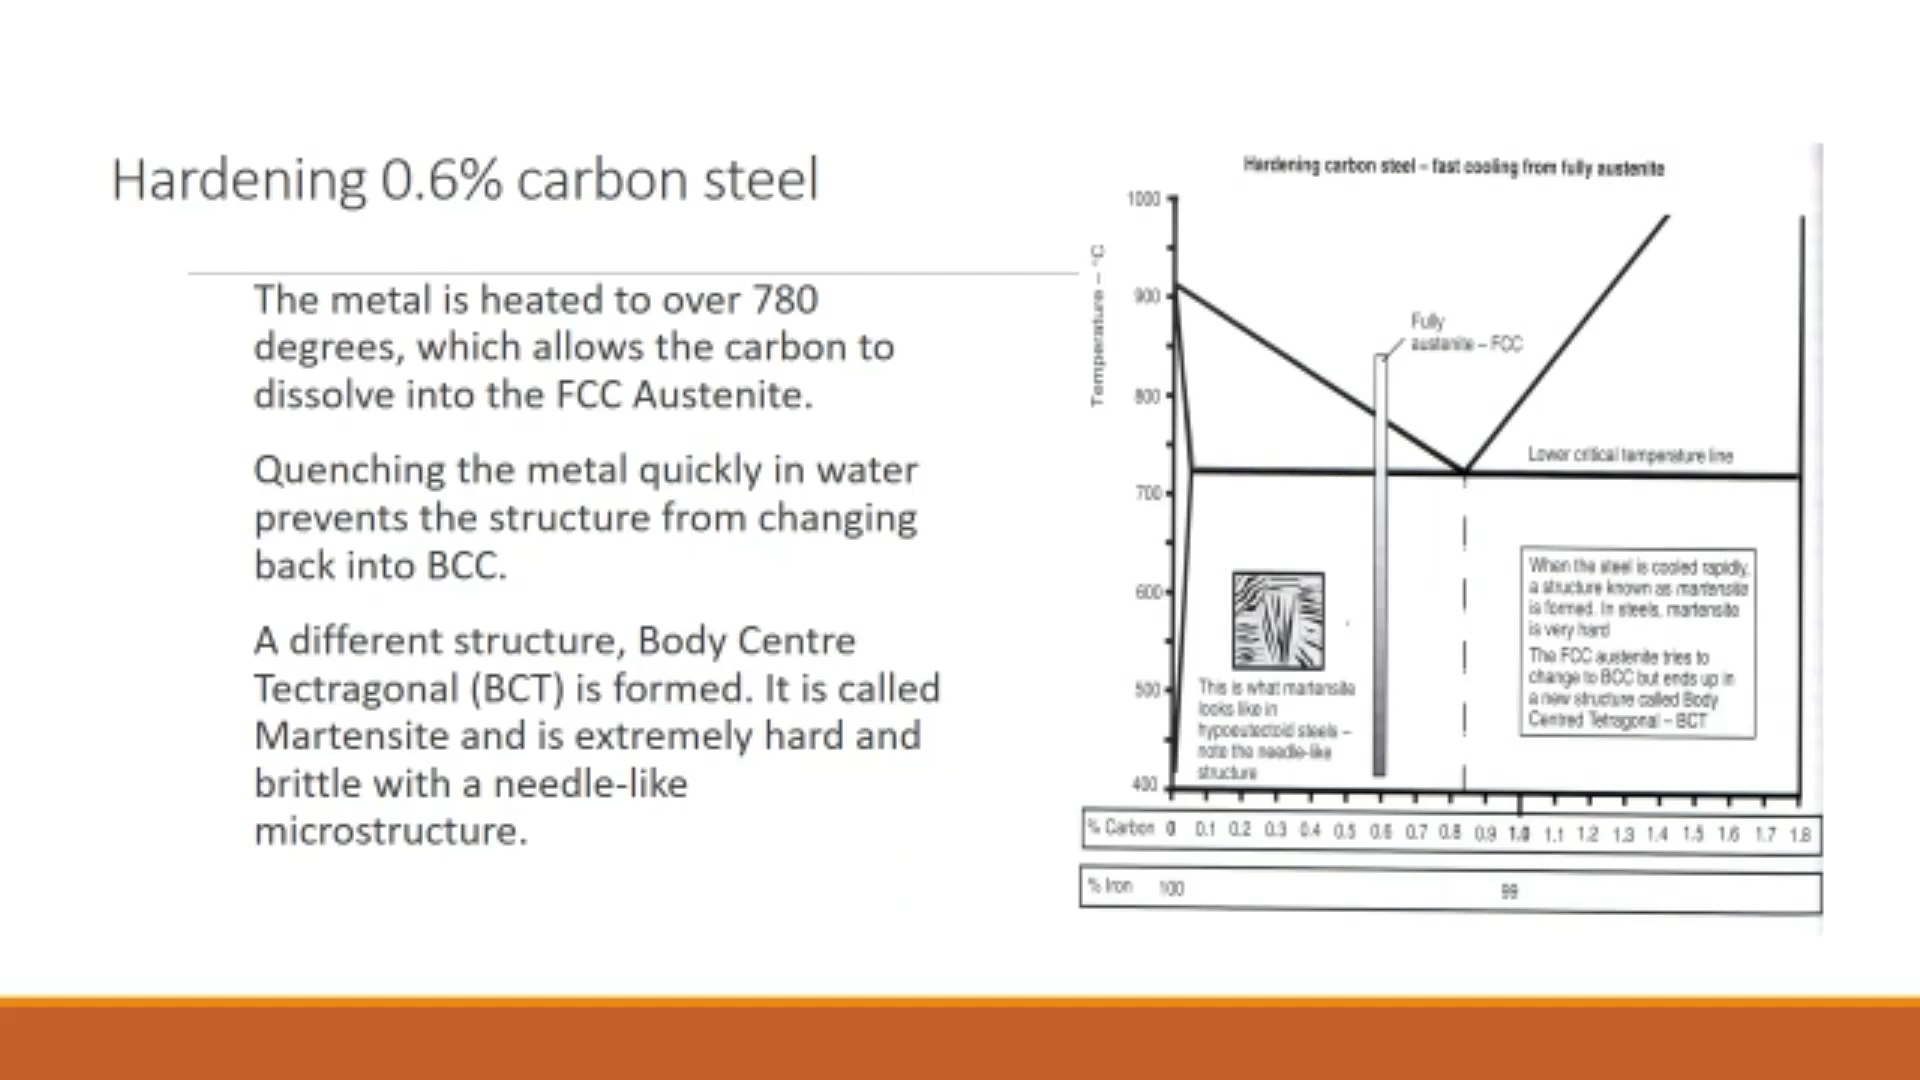 Hardening 0.6% carbon steel
The metal is heated to over 780
degrees, which allows the carbon to
dissolve into the FCC Austenite.
Quenching the metal quickly in water
prevents the structure from changing
back into BCC.
A different structure, Body Centre
Tectragonal (BCT) is formed. It is called
Martensite and is extremely hard and
brittle with a needle-like
microstructure.
Hardening carbon steel – fast cooling from fully austenite
Temperature – °C
1000
900
800
700
600
500
400
Fully
austenite – FCC
Lower critical temperature line
This is what martensite
looks like in
hypoeutectoid steels –
note the needle-like
structure
When the steel is cooled rapidly,
a structure known as martensite
is formed. In steels, martensite
is very hard
The FCC austenite tries to
change to BCC but ends up in
a new structure called Body
Centred Tetragonal – BCT
% Carbon 0 0.1 0.2 0.3 0.4 0.5 0.6 0.7 0.8 0.9 1.0 1.1 1.2 1.3 1.4 1.5 1.6 1.7 1.8
% Iron 100 99